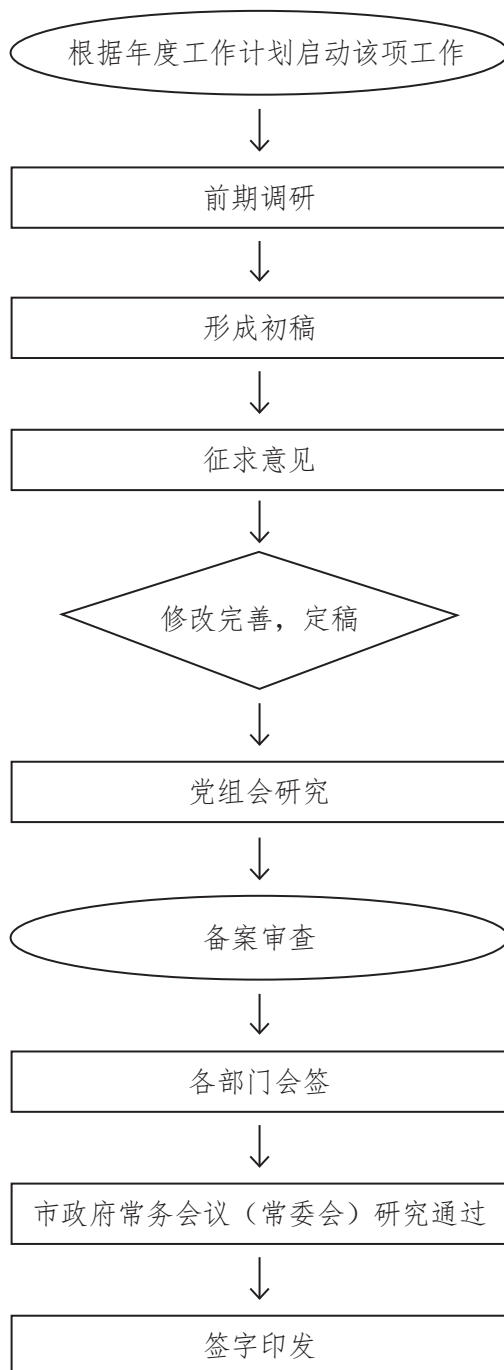 根据年度工作计划启动该项工作
前期调研
形成初稿
征求意见
修改完善，定稿
党组会研究
备案审查
各部门会签
市政府常务会议（常委会）研究通过
签字印发